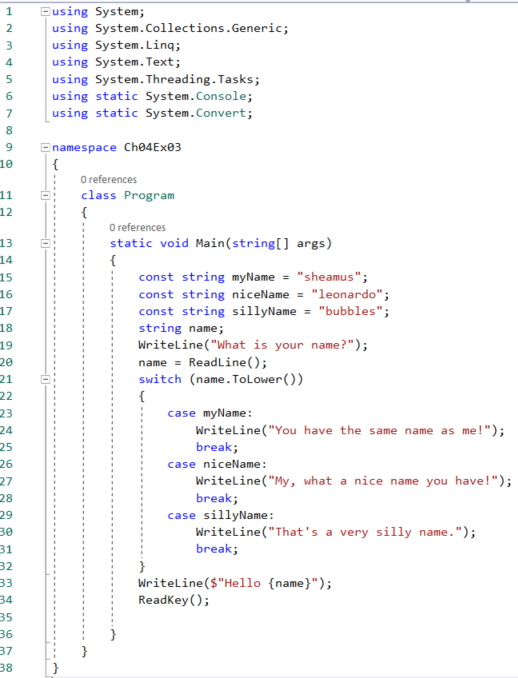 1 using System;
2 using System.Collections.Generic;
3 using System.Linq;
4 using System.Text;
5 using System.Threading.Tasks;
6 using static System.Console;
7 using static System.Convert;
8
9 namespace Ch04Ex03
10 {
0 references
11 class Program
12 {
0 references
13 static void Main(string[] args)
14 {
15 const string myName = "sheamus";
16 const string niceName = "leonardo";
17 const string sillyName = "bubbles";
18 string name;
19 WriteLine("What is your name?");
20 name = ReadLine();
21 switch (name.ToLower())
22 {
23 case myName:
24 WriteLine("You have the same name as me!");
25 break;
26 case niceName:
27 WriteLine("My, what a nice name you have!");
28 break;
29 case sillyName:
30 WriteLine("That's a very silly name.");
31 break;
32 }
33 WriteLine($"Hello {name}");
34 ReadKey();
35
36 }
37 }
38 }